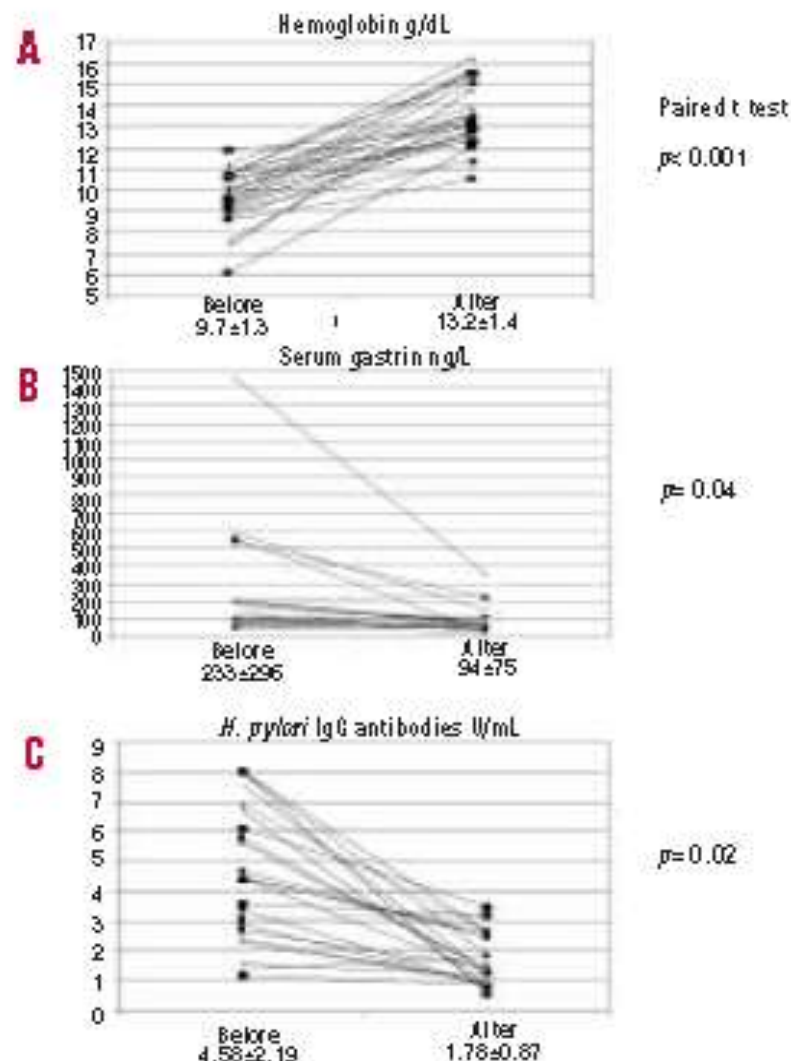 A
Hemoglobin g/dL
17
16
15
14
13
12
11
10
9
8
7
6
5
Before
After
9.7±1.3
13.2±1.4
Paired t test
p< 0.001
B
Serum gastrin ng/L
1500
1400
1300
1200
1100
1000
900
800
700
600
500
400
300
200
100
0
Before
After
233±296
94±75
p= 0.04
C
H. pylori IgG antibodies U/mL
9
8
7
6
5
4
3
2
1
0
Before
After
4.58±2.19
1.78±0.87
p= 0.02